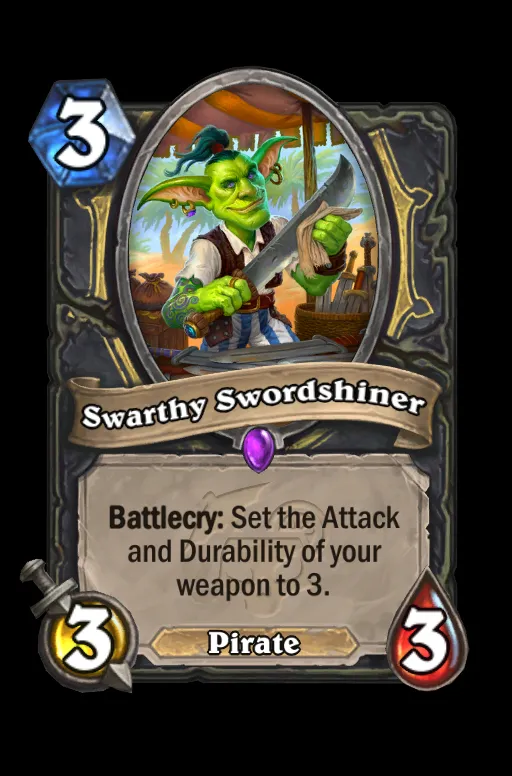 3
Swarthy Swordshiner
Battlecry: Set the Attack
and Durability of your
weapon to 3.
3
Pirate
3